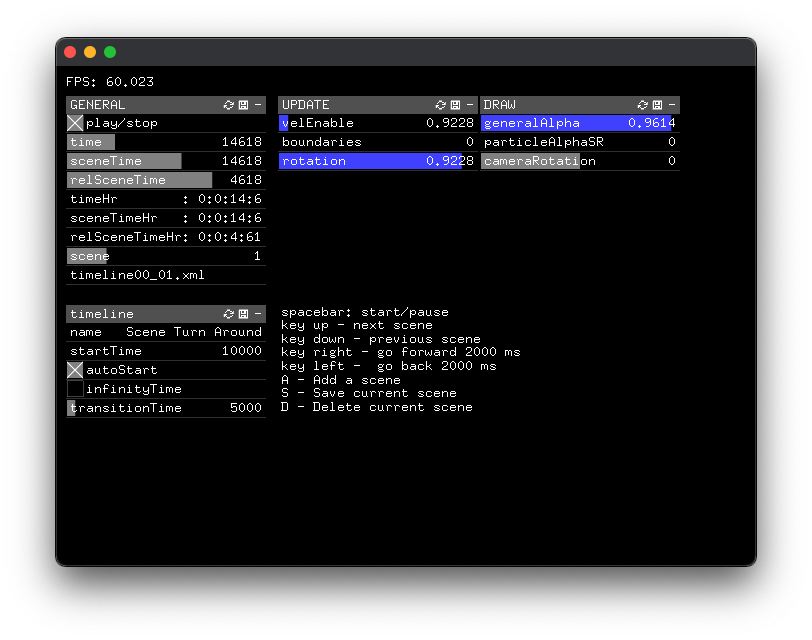 FPS: 60.023
GENERAL
play/stop
time 14618
sceneTime 14618
relSceneTime 4618
timeHr : 0:0:14:6
sceneTimeHr : 0:0:14:6
relSceneTimeHr: 0:0:4:61
scene 1
timeline00_01.xml
UPDATE
velEnable 0.9228
boundaries 0
rotation 0.9228
DRAW
generalAlpha 0.9614
particleAlphaSR 0
cameraRotation 0
timeline
name Scene Turn Around
startTime 10000
autoStart
infinityTime
transitionTime 5000
spacebar: start/pause
key up - next scene
key down - previous scene
key right - go forward 2000 ms
key left -  go back 2000 ms
A - Add a scene
S - Save current scene
D - Delete current scene